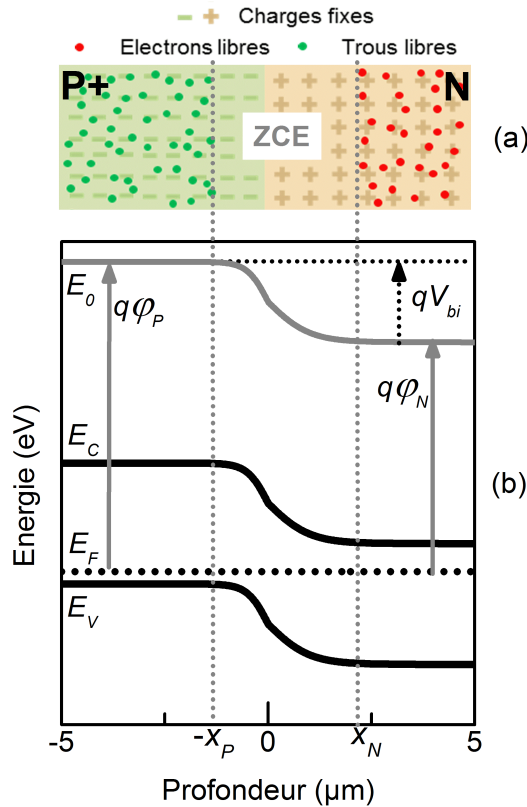 Charges fixes
Electrons libres Trous libres
P+ N
ZCE
(a)
E0
qφP
qVbi
qφN
EC
(b)
EF
EV
Energie (eV)
-5 -xP 0 xN 5
Profondeur (µm)